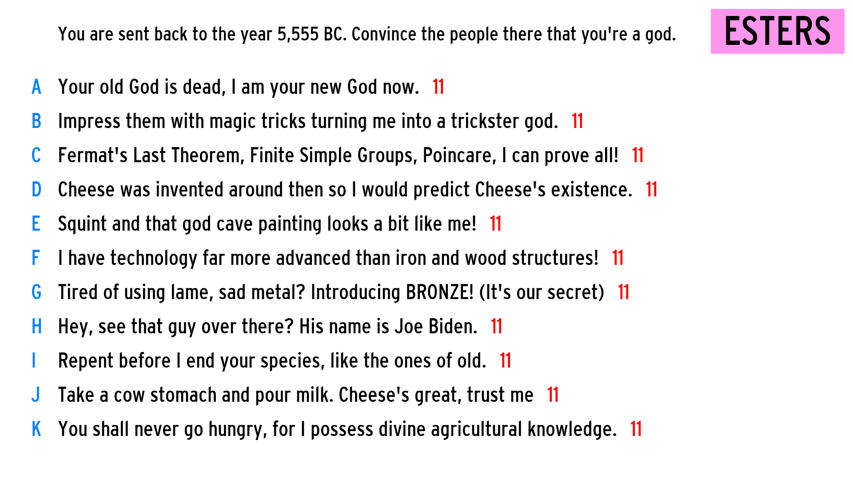 You are sent back to the year 5,555 BC. Convince the people there that you're a god.
ESTERS
A Your old God is dead, I am your new God now. 11
B Impress them with magic tricks turning me into a trickster god. 11
C Fermat's Last Theorem, Finite Simple Groups, Poincare, I can prove all! 11
D Cheese was invented around then so I would predict Cheese's existence. 11
E Squint and that god cave painting looks a bit like me! 11
F I have technology far more advanced than iron and wood structures! 11
G Tired of using lame, sad metal? Introducing BRONZE! (It's our secret) 11
H Hey, see that guy over there? His name is Joe Biden. 11
I Repent before I end your species, like the ones of old. 11
J Take a cow stomach and pour milk. Cheese's great, trust me 11
K You shall never go hungry, for I possess divine agricultural knowledge. 11